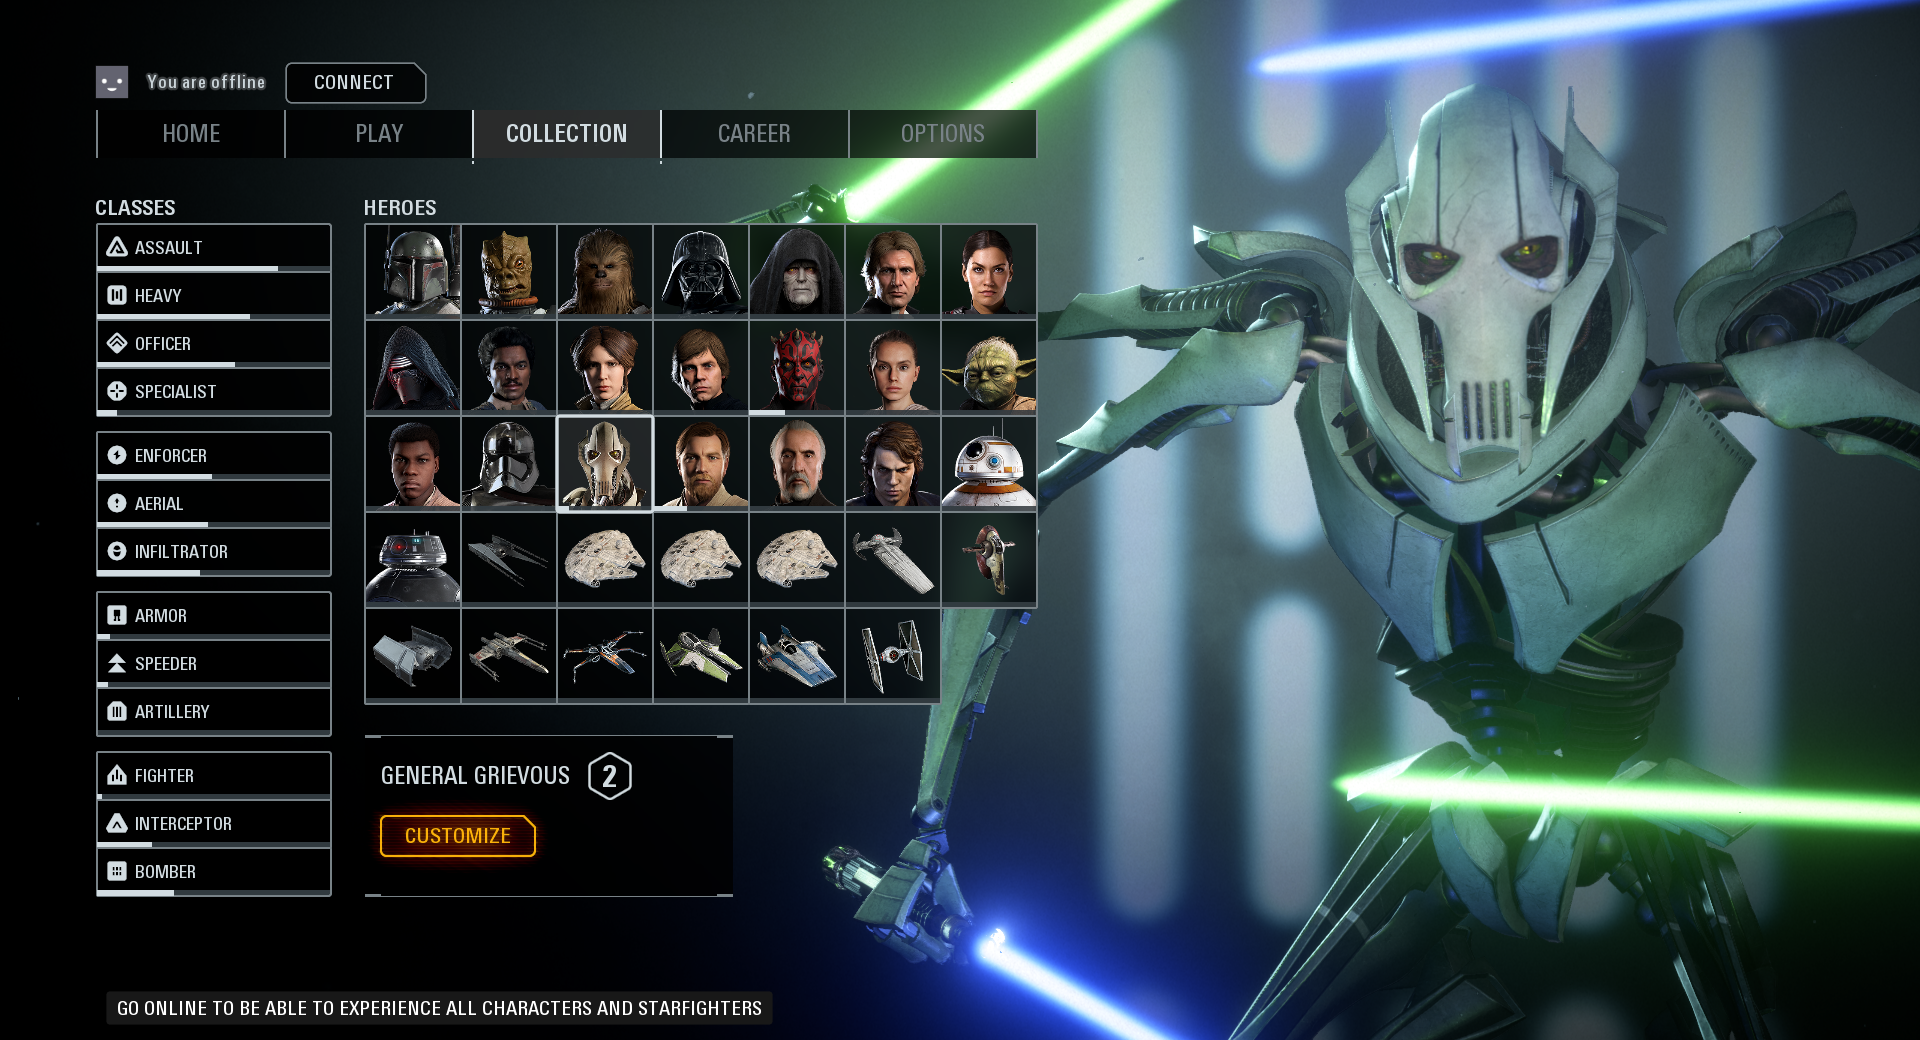 You are offline
CONNECT
HOME
PLAY
COLLECTION
CAREER
OPTIONS
CLASSES
ASSAULT
HEAVY
OFFICER
SPECIALIST
ENFORCER
AERIAL
INFILTRATOR
ARMOR
SPEEDER
ARTILLERY
FIGHTER
INTERCEPTOR
BOMBER
HEROES
GENERAL GRIEVOUS 2
CUSTOMIZE
GO ONLINE TO BE ABLE TO EXPERIENCE ALL CHARACTERS AND STARFIGHTERS